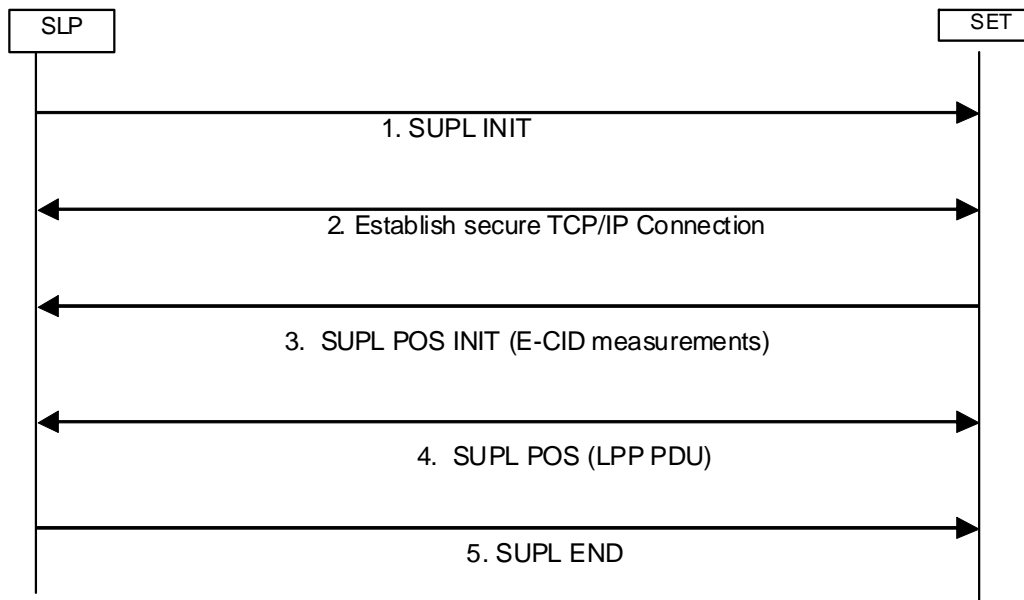 SLP
SET
1. SUPL INIT
2. Establish secure TCP/IP Connection
3. SUPL POS INIT (E-CID measurements)
4. SUPL POS (LPP PDU)
5. SUPL END